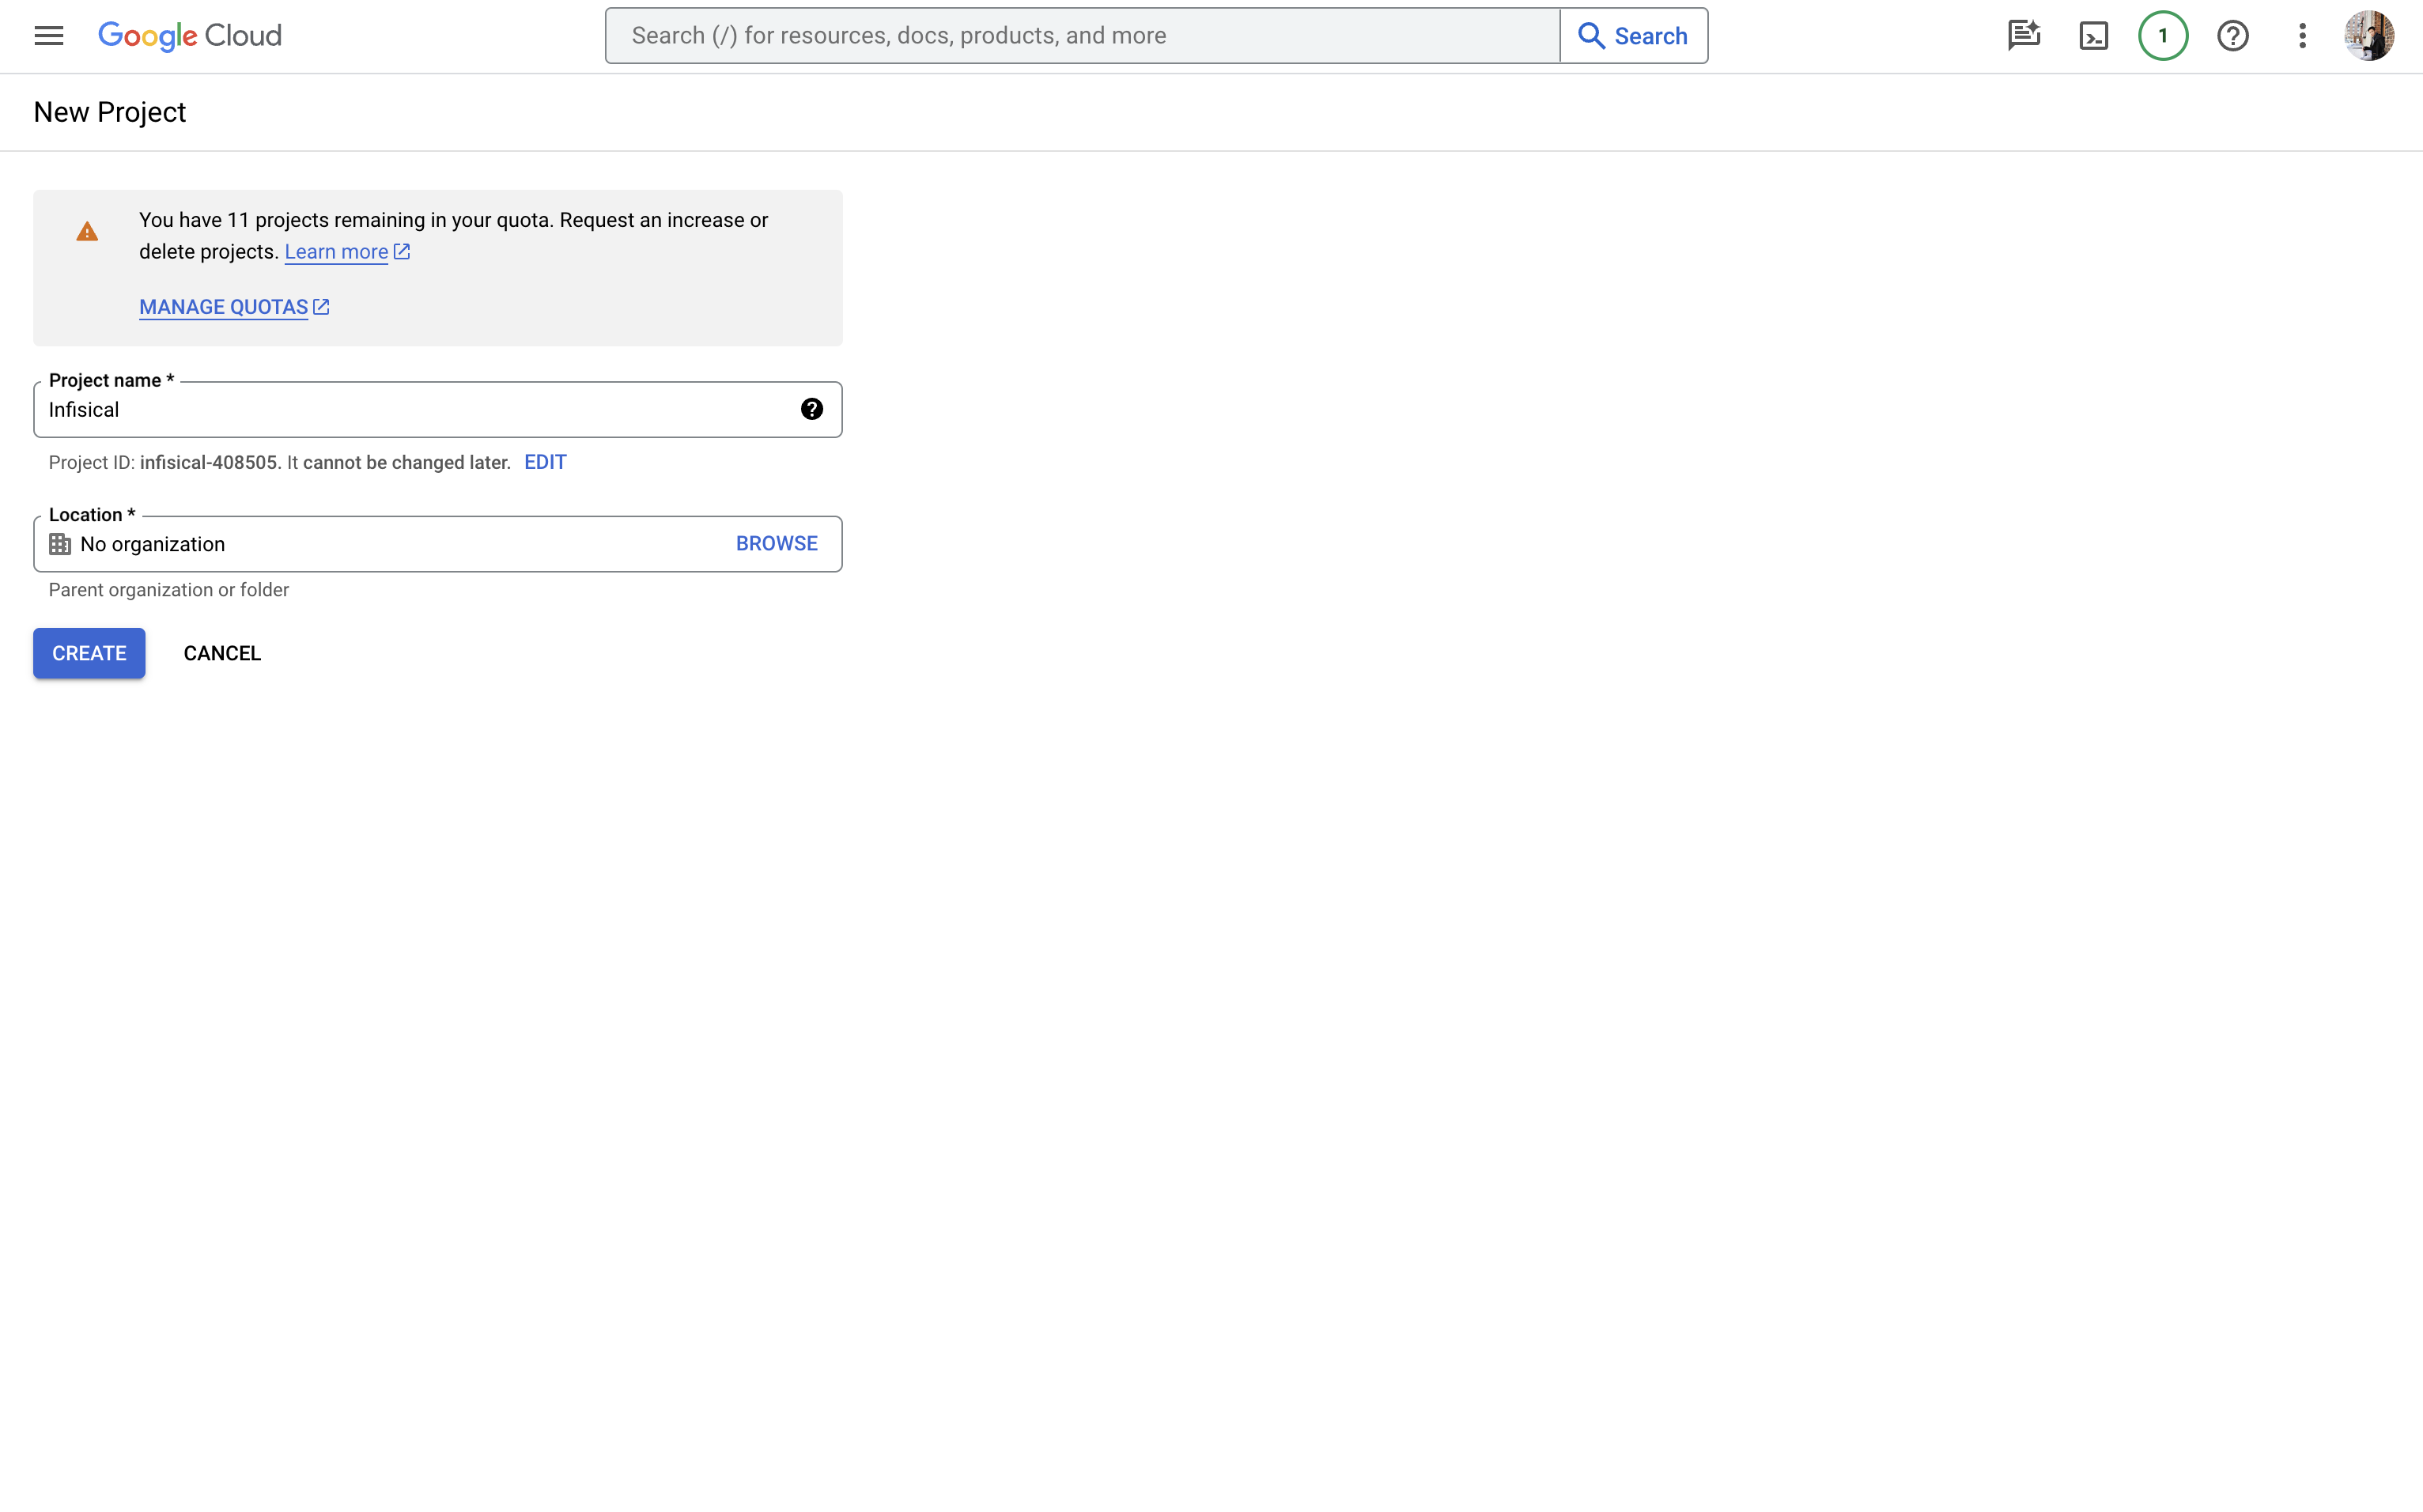 Google Cloud
Search (/) for resources, docs, products, and more
Search
1
New Project
You have 11 projects remaining in your quota. Request an increase or
delete projects. Learn more
MANAGE QUOTAS
Project name *
Infisical
Project ID: infisical-408505. It cannot be changed later. EDIT
Location *
No organization
BROWSE
Parent organization or folder
CREATE
CANCEL